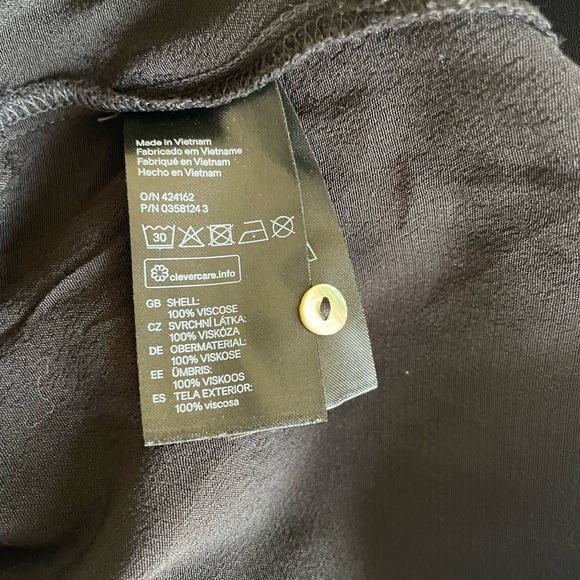 Made in Vietnam
Fabricado em Vietname
Fabriqué en Vietnam
Hecho en Vietnam
O/N 424162
P/N 0358124 3
30
clevercare.info
GB SHELL:
100% VISCOSE
CZ SVRCHNÍ LÁTKA:
100% VISKÓZA
DE OBERMATERIAL:
100% VISKOSE
EE ÜMBRIS:
100% VISKOOS
ES TELA EXTERIOR:
100% viscosa